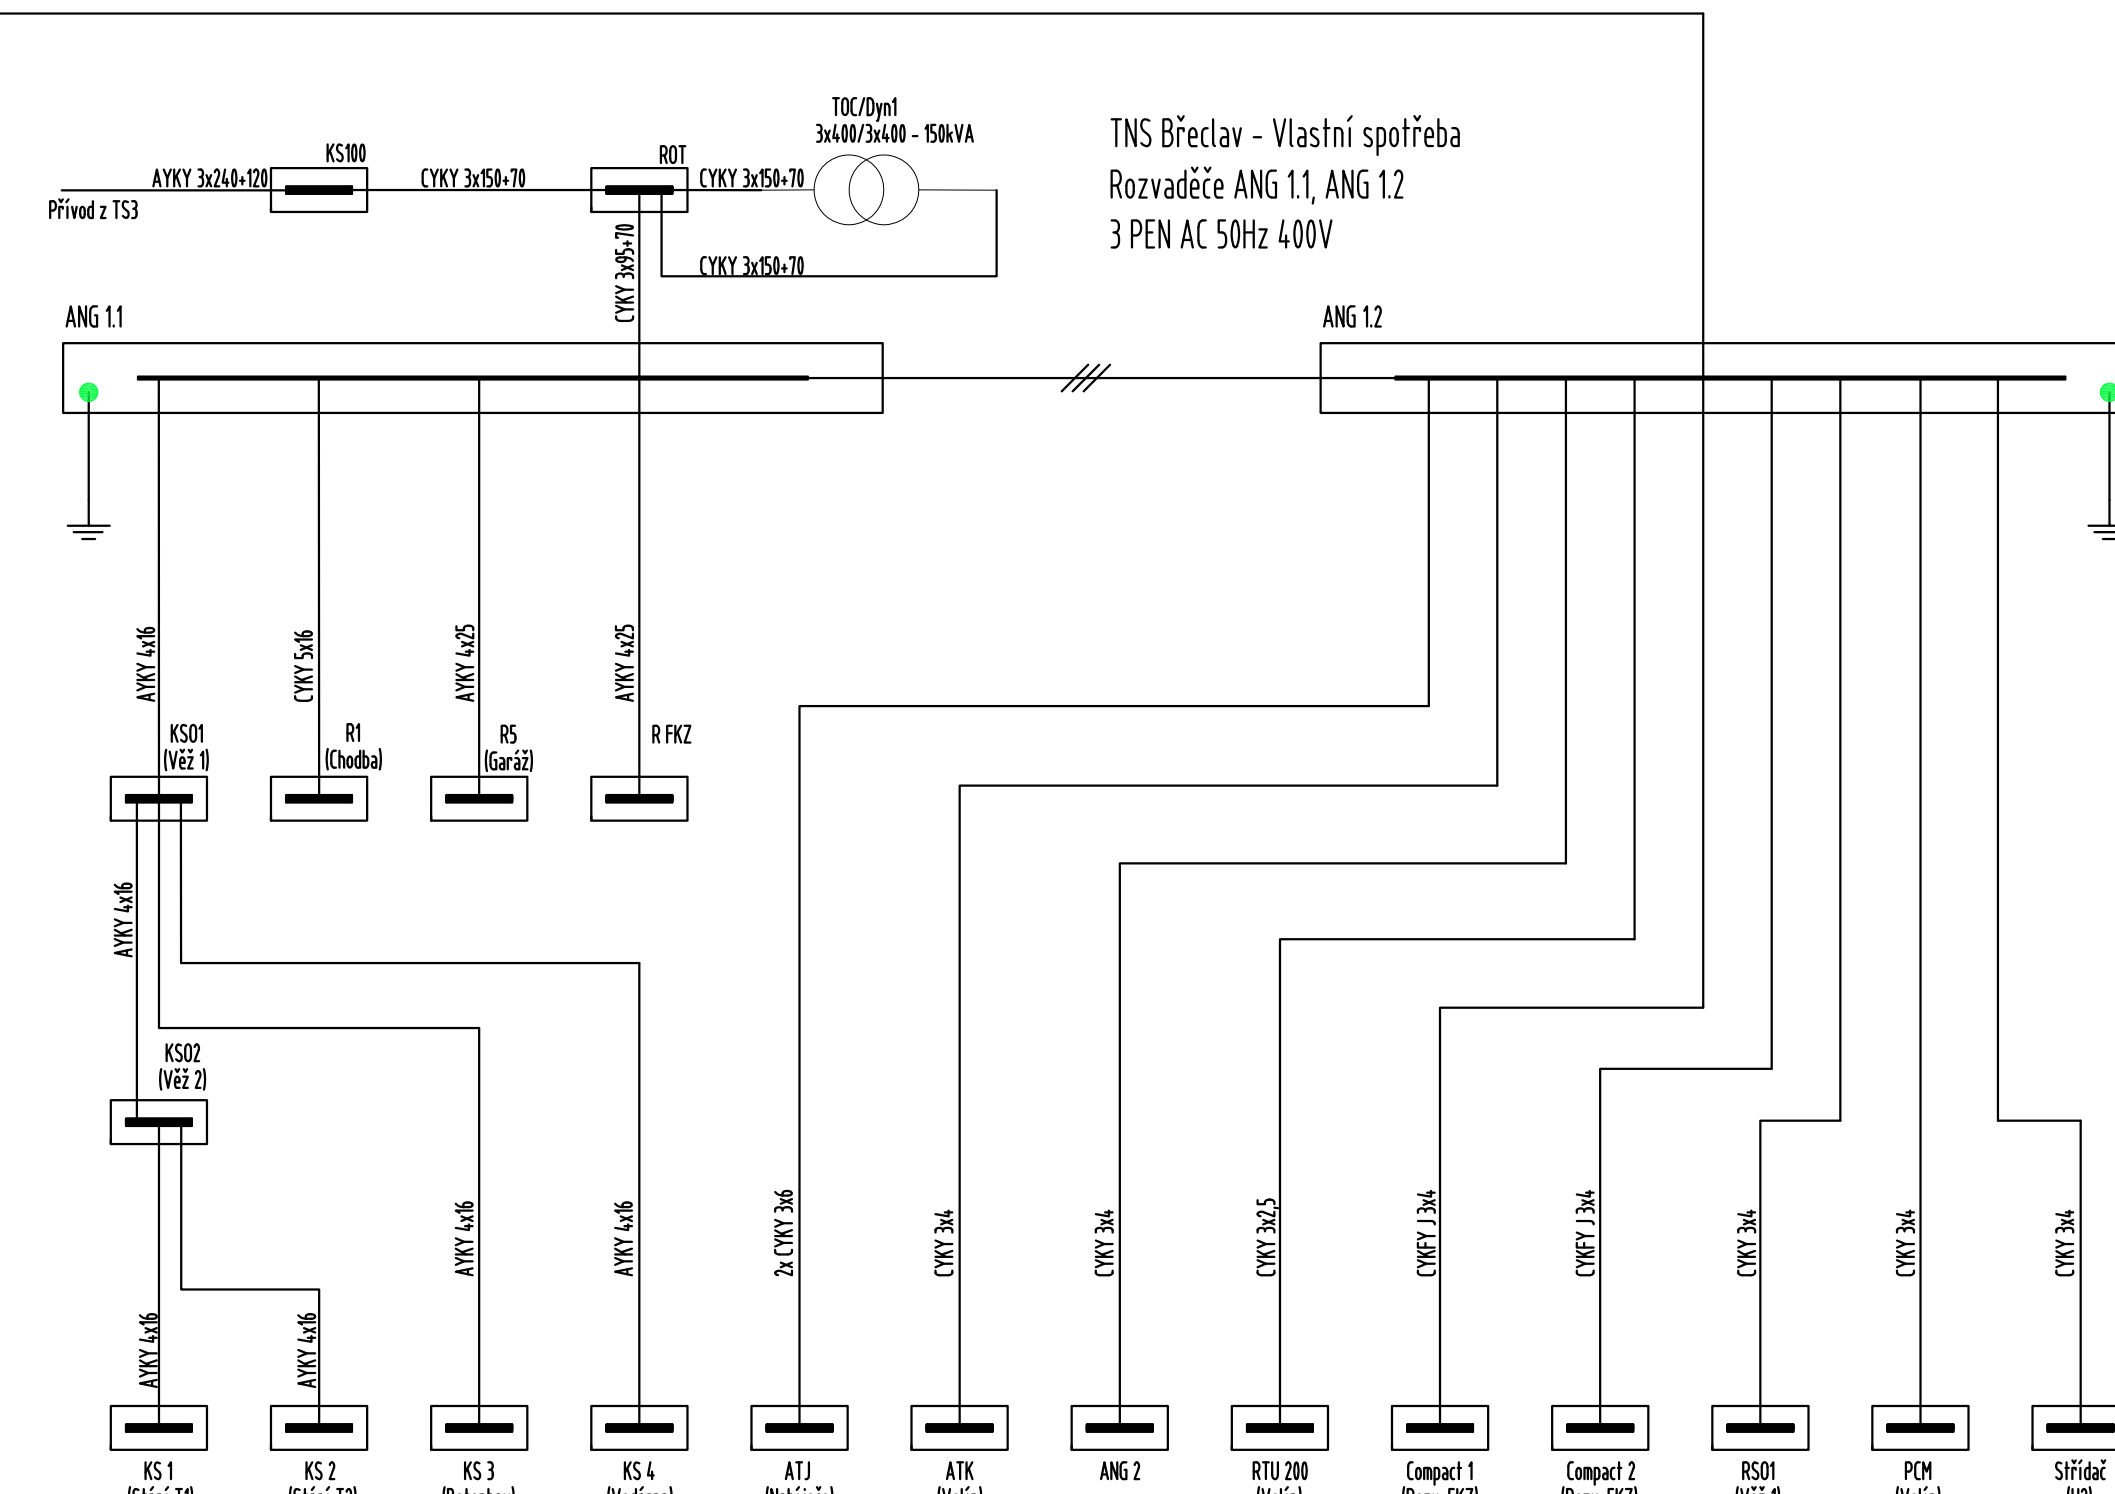 TOC/Dyn1
3x400/3x400 - 150kVA
TNS Břeclav - Vlastní spotřeba
Rozvaděče ANG 1.1, ANG 1.2
3 PEN AC 50Hz 400V
KS100
ROT
AYKY 3x240+120
CYKY 3x150+70
CYKY 3x150+70
Přívod z TS3
CYKY 3x95+70
CYKY 3x150+70
ANG 1.1
ANG 1.2
AYKY 4x16
CYKY 5x16
AYKY 4x25
AYKY 4x25
KSO1
(Věž 1)
R1
(Chodba)
R5
(Garáž)
R FKZ
AYKY 4x16
KSO2
(Věž 2)
AYKY 4x16
AYKY 4x16
AYKY 4x16
AYKY 4x16
2x CYKY 3x6
CYKY 3x4
CYKY 3x4
CYKY 3x2,5
CYKFY J 3x4
CYKFY J 3x4
CYKY 3x4
CYKY 3x4
CYKY 3x4
KS 1
KS 2
KS 3
KS 4
ATJ
ATK
ANG 2
RTU 200
Compact 1
Compact 2
RSO1
PCM
Střídač